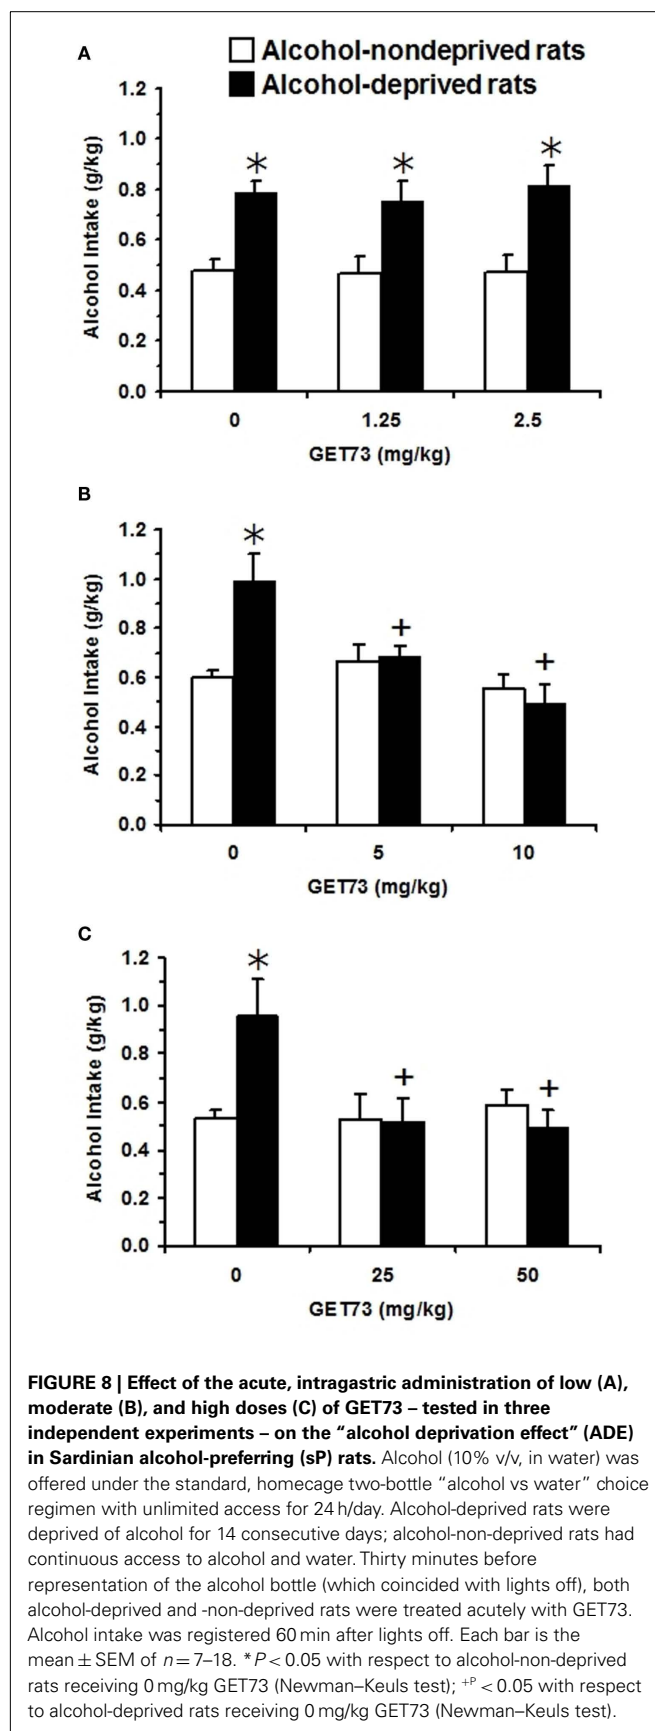 A
Alcohol-nondeprived rats
Alcohol-deprived rats
Alcohol Intake (g/kg)
1.2
1.0
0.8
0.6
0.4
0.2
0.0
* * *
0 1.25 2.5
GET73 (mg/kg)
B
Alcohol Intake (g/kg)
1.2
1.0
0.8
0.6
0.4
0.2
0.0
* + +
0 5 10
GET73 (mg/kg)
C
Alcohol Intake (g/kg)
1.2
1.0
0.8
0.6
0.4
0.2
0.0
* + +
0 25 50
GET73 (mg/kg)
FIGURE 8 | Effect of the acute, intragastric administration of low (A),
moderate (B), and high doses (C) of GET73 – tested in three
independent experiments – on the “alcohol deprivation effect” (ADE)
in Sardinian alcohol-preferring (sP) rats. Alcohol (10% v/v, in water) was
offered under the standard, homecage two-bottle “alcohol vs water” choice
regimen with unlimited access for 24 h/day. Alcohol-deprived rats were
deprived of alcohol for 14 consecutive days; alcohol-non-deprived rats had
continuous access to alcohol and water. Thirty minutes before
representation of the alcohol bottle (which coincided with lights off), both
alcohol-deprived and -non-deprived rats were treated acutely with GET73.
Alcohol intake was registered 60 min after lights off. Each bar is the
mean ± SEM of n = 7–18. *P < 0.05 with respect to alcohol-non-deprived
rats receiving 0 mg/kg GET73 (Newman–Keuls test); +P < 0.05 with respect
to alcohol-deprived rats receiving 0 mg/kg GET73 (Newman–Keuls test).